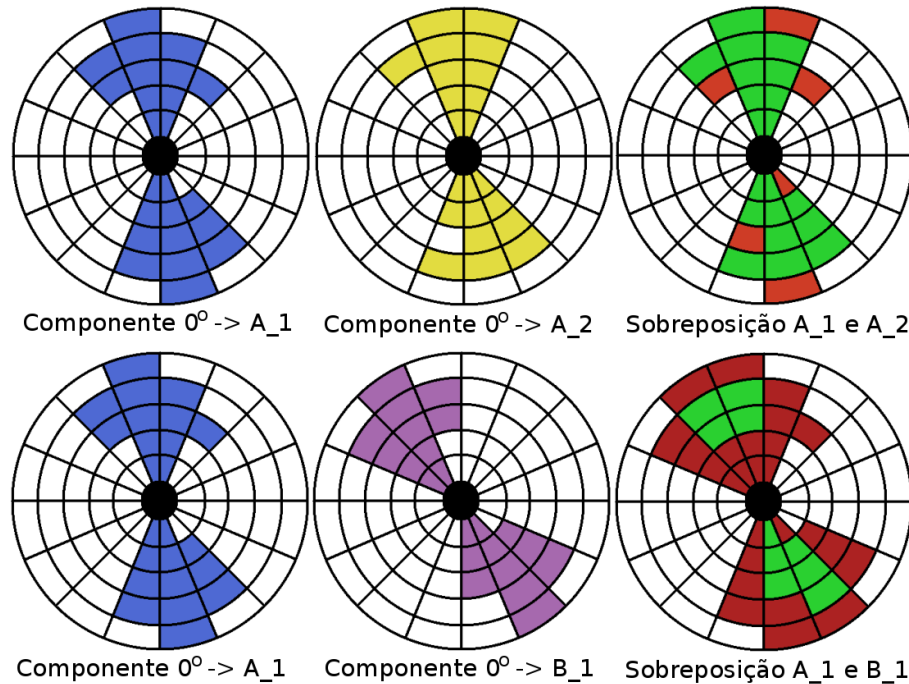 Componente 0º -> A_1
Componente 0º -> A_2
Sobreposição A_1 e A_2
Componente 0º -> A_1
Componente 0º -> B_1
Sobreposição A_1 e B_1